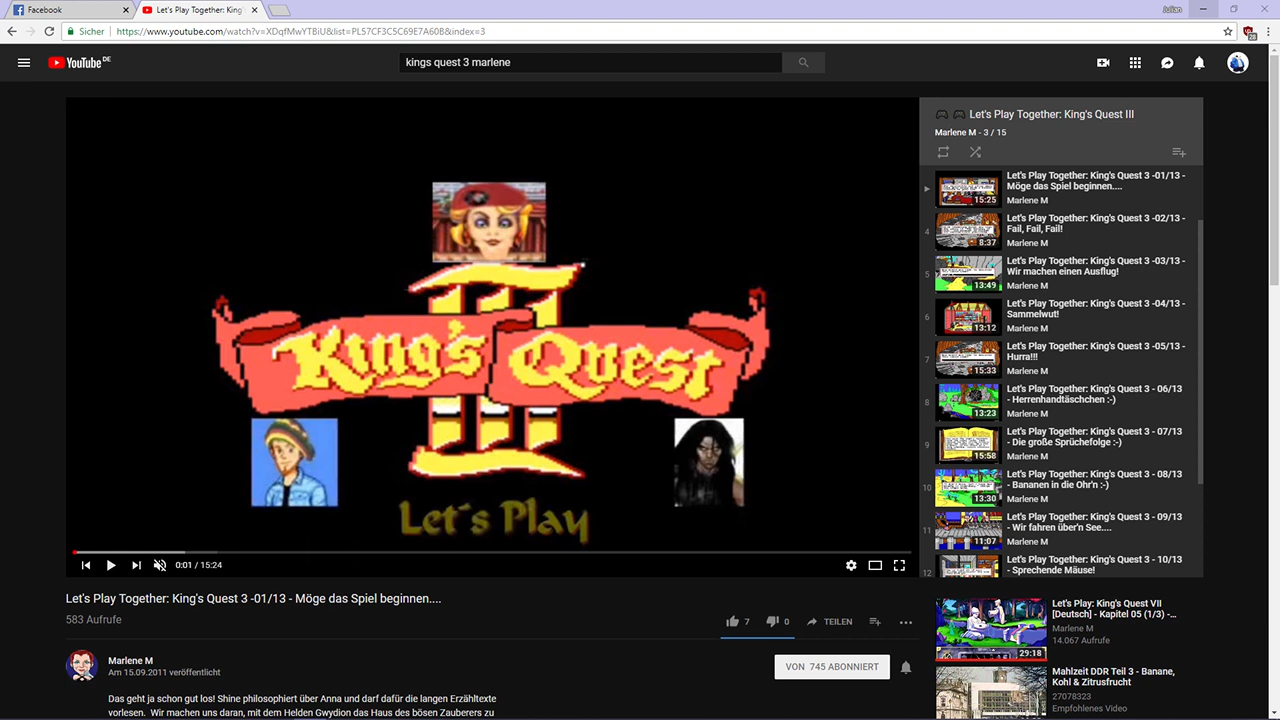 Facebook
Let's Play Together: King'
Julian
Sicher
https://www.youtube.com/watch?v=XDqfMwYTBiU&list=PL57CF3C5C69E7A60B&index=3
28
YouTube DE
kings quest 3 marlene
III
King's Quest
Let's Play
0:01 / 15:24
Let's Play Together: King's Quest III
Marlene M - 3 / 15
Let's Play Together: King's Quest 3 -01/13 -
Möge das Spiel beginnen....
Marlene M
15:25
4
Let's Play Together: King's Quest 3 -02/13 -
Fail, Fail, Fail!
Marlene M
8:37
5
Let's Play Together: King's Quest 3 -03/13 -
Wir machen einen Ausflug!
Marlene M
13:49
6
Let's Play Together: King's Quest 3 -04/13 -
Sammelwut!
Marlene M
13:12
7
Let's Play Together: King's Quest 3 -05/13 -
Hurra!!!
Marlene M
15:33
8
Let's Play Together: King's Quest 3 - 06/13
- Herrenhandtäschchen :-)
Marlene M
13:23
9
Let's Play Together: King's Quest 3 - 07/13
- Die große Sprüchefolge :-)
Marlene M
15:58
10
Let's Play Together: King's Quest 3 - 08/13
- Bananen in die Ohr'n :-)
Marlene M
13:30
11
Let's Play Together: King's Quest 3 - 09/13
- Wir fahren über'n See....
Marlene M
11:07
12
Let's Play Together: King's Quest 3 - 10/13
- Sprechende Mäuse!
Let's Play Together: King's Quest 3 -01/13 - Möge das Spiel beginnen....
583 Aufrufe
7
0
TEILEN
Marlene M
Am 15.09.2011 veröffentlicht
VON 745 ABONNIERT
Das geht ja schon gut los! Shine philosophiert über Anna und darf dafür die langen Erzähltexte
vorlesen. Wir machen uns daran, mit dem Helden Gwydion das Haus des bösen Zauberers zu
Let's Play: King's Quest VII
[Deutsch] - Kapitel 05 (1/3) -...
Marlene M
14.067 Aufrufe
29:18
Mahlzeit DDR Teil 3 - Banane,
Kohl & Zitrusfrucht
27078323
Empfohlenes Video